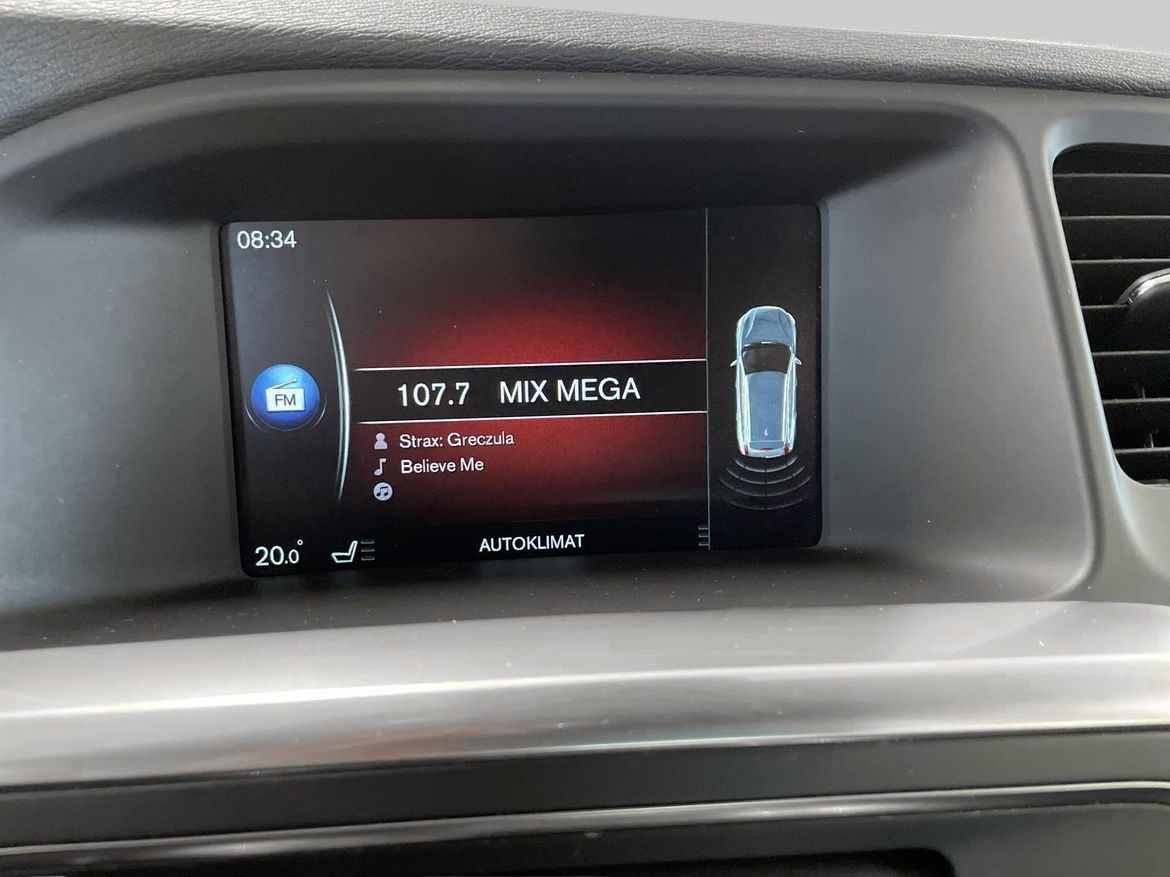 08:34
FM
107.7 MIX MEGA
Strax: Greczula
Believe Me
20.0°
AUTOKLIMAT